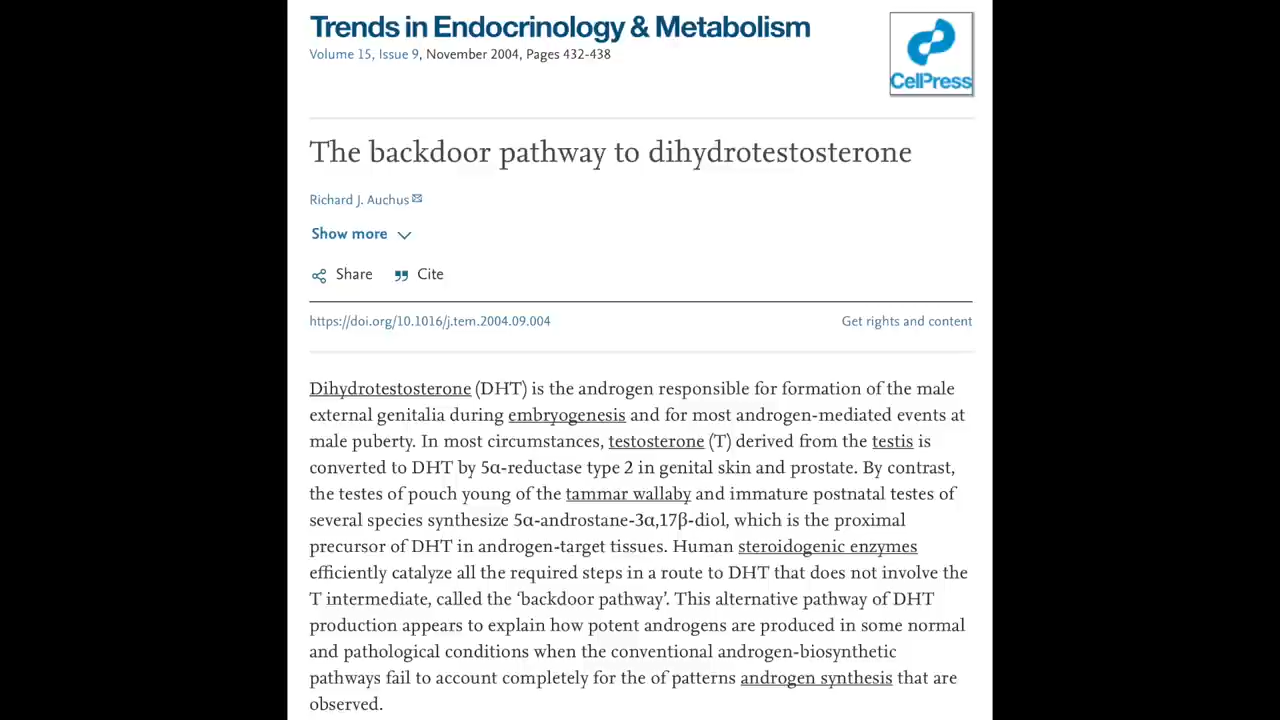 Trends in Endocrinology & Metabolism
Volume 15, Issue 9, November 2004, Pages 432-438
CellPress
The backdoor pathway to dihydrotestosterone
Richard J. Auchus
Show more
Share Cite
https://doi.org/10.1016/j.tem.2004.09.004 Get rights and content
Dihydrotestosterone (DHT) is the androgen responsible for formation of the male
external genitalia during embryogenesis and for most androgen-mediated events at
male puberty. In most circumstances, testosterone (T) derived from the testis is
converted to DHT by 5α-reductase type 2 in genital skin and prostate. By contrast,
the testes of pouch young of the tammar wallaby and immature postnatal testes of
several species synthesize 5α-androstane-3α,17β-diol, which is the proximal
precursor of DHT in androgen-target tissues. Human steroidogenic enzymes
efficiently catalyze all the required steps in a route to DHT that does not involve the
T intermediate, called the ‘backdoor pathway’. This alternative pathway of DHT
production appears to explain how potent androgens are produced in some normal
and pathological conditions when the conventional androgen-biosynthetic
pathways fail to account completely for the of patterns androgen synthesis that are
observed.